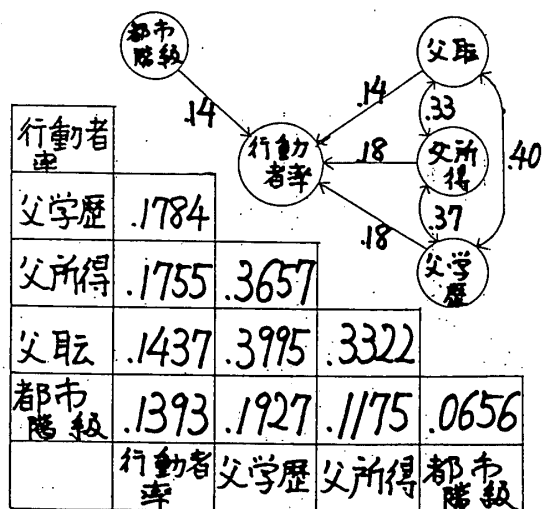 都市
階級
父耺
.14
.14
.33
行動
者率
.18
父所
得
.40
.37
.18
父学
歴
行動者
率
父学歴 .1784
父所得 .1755 .3657
父耺 .1437 .3995 .3322
都市
階級 .1393 .1927 .1175 .0656
行動者
率 父学歴 父所得 都市
階級